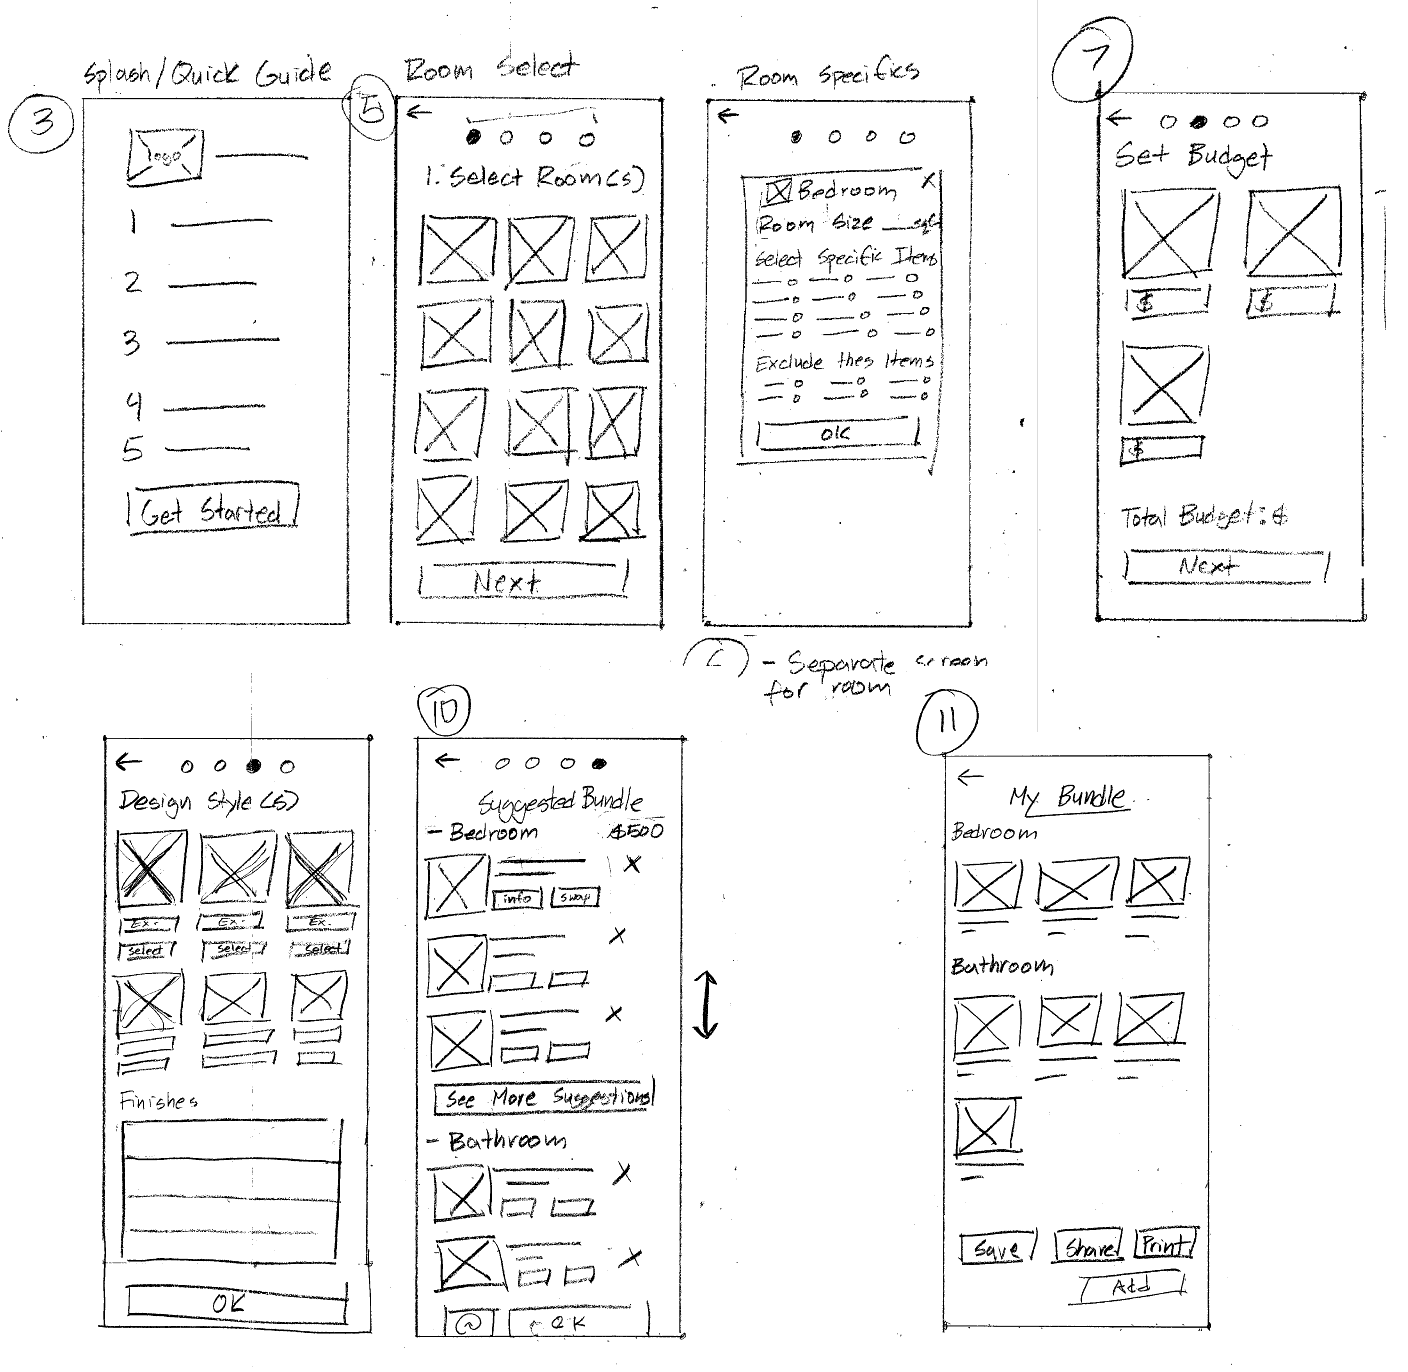 Splash/Quick Guide
3
logo
1
2
3
4
5
Get Started
Room Select
5
1. Select Room(s)
Next
Room Specifics
Bedroom X
Room Size
Select Specific Items
Exclude thes Items
OK
- Separate screen
for room
7
Set Budget
$ $
$
Total Budget: $
Next
Design Style(s)
Ex: Ex: Ex.
Select Select Select
Finishes
OK
10
Suggested Bundle
- Bedroom $500
X
info swap
X
X
See More Suggestions
- Bathroom
X
X
OK
11
My Bundle
Bedroom
Bathroom
Save Share Print
Add